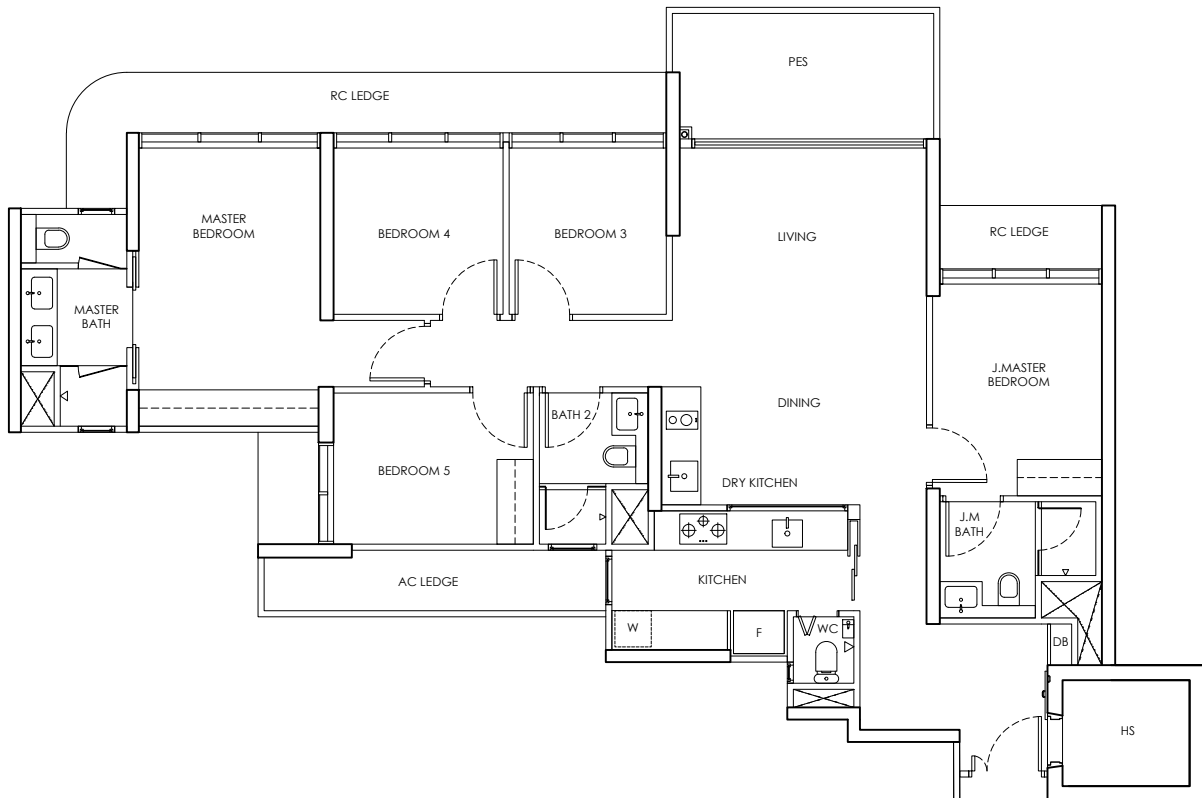 PES
RC LEDGE
MASTER
BEDROOM
BEDROOM 4
BEDROOM 3
LIVING
RC LEDGE
MASTER
BATH
J.MASTER
BEDROOM
BATH 2
DINING
BEDROOM 5
DRY KITCHEN
J.M
BATH
AC LEDGE
KITCHEN
W
F
WC
DB
HS